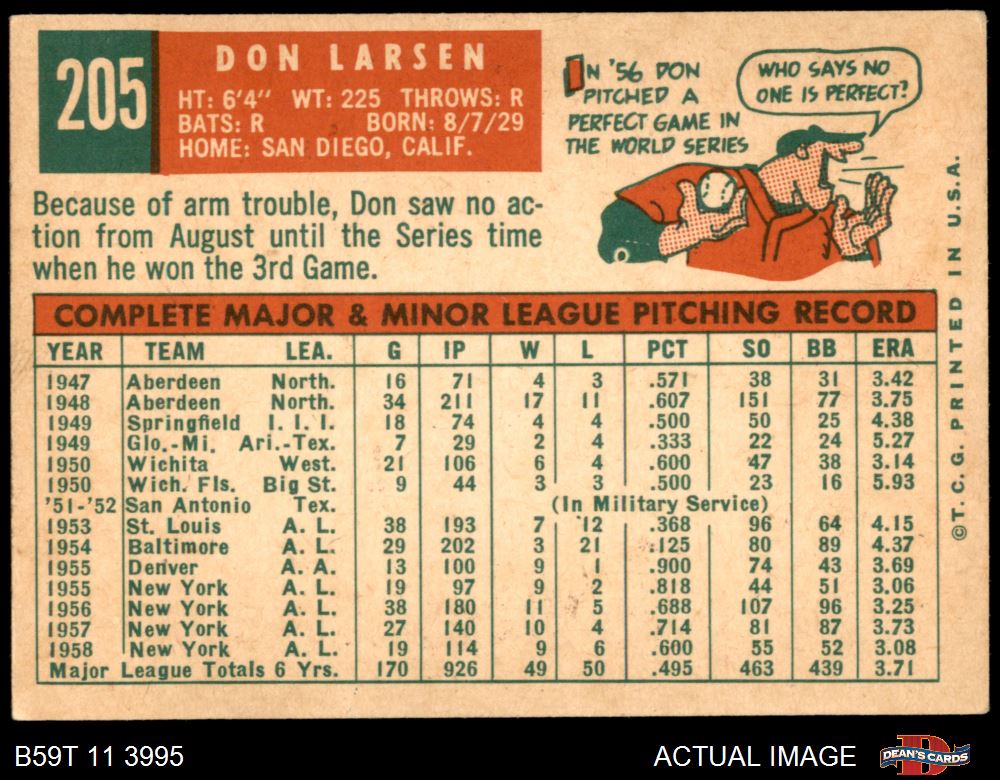 205
DON LARSEN
HT: 6'4" WT: 225 THROWS: R
BATS: R BORN: 8/7/29
HOME: SAN DIEGO, CALIF.
IN '56 DON
PITCHED A
PERFECT GAME IN
THE WORLD SERIES
WHO SAYS NO
ONE IS PERFECT?
Because of arm trouble, Don saw no ac-
tion from August until the Series time
when he won the 3rd Game.
COMPLETE MAJOR & MINOR LEAGUE PITCHING RECORD
YEAR TEAM LEA. G IP W L PCT SO BB ERA
1947 Aberdeen North. 16 71 4 3 .571 38 31 3.42
1948 Aberdeen North. 34 211 17 11 .607 151 77 3.75
1949 Springfield I. I. I. 18 74 4 4 .500 50 25 4.38
1949 Glo.-Mi. Ari.-Tex. 7 29 2 4 .333 22 24 5.27
1950 Wichita West. 21 106 6 4 .600 47 38 3.14
1950 Wich. Fls. Big St. 9 44 3 3 .500 23 16 5.93
'51-'52 San Antonio Tex. (In Military Service)
1953 St. Louis A. L. 38 193 7 12 .368 96 64 4.15
1954 Baltimore A. L. 29 202 3 21 .125 80 89 4.37
1955 Denver A. A. 13 100 9 1 .900 74 43 3.69
1955 New York A. L. 19 97 9 2 .818 44 51 3.06
1956 New York A. L. 38 180 11 5 .688 107 96 3.25
1957 New York A. L. 27 140 10 4 .714 81 87 3.73
1958 New York A. L. 19 114 9 6 .600 55 52 3.08
Major League Totals 6 Yrs. 170 926 49 50 .495 463 439 3.71
©T. C. G. PRINTED IN U.S.A.
B59T 11 3995
ACTUAL IMAGE
DEAN'S CARDS